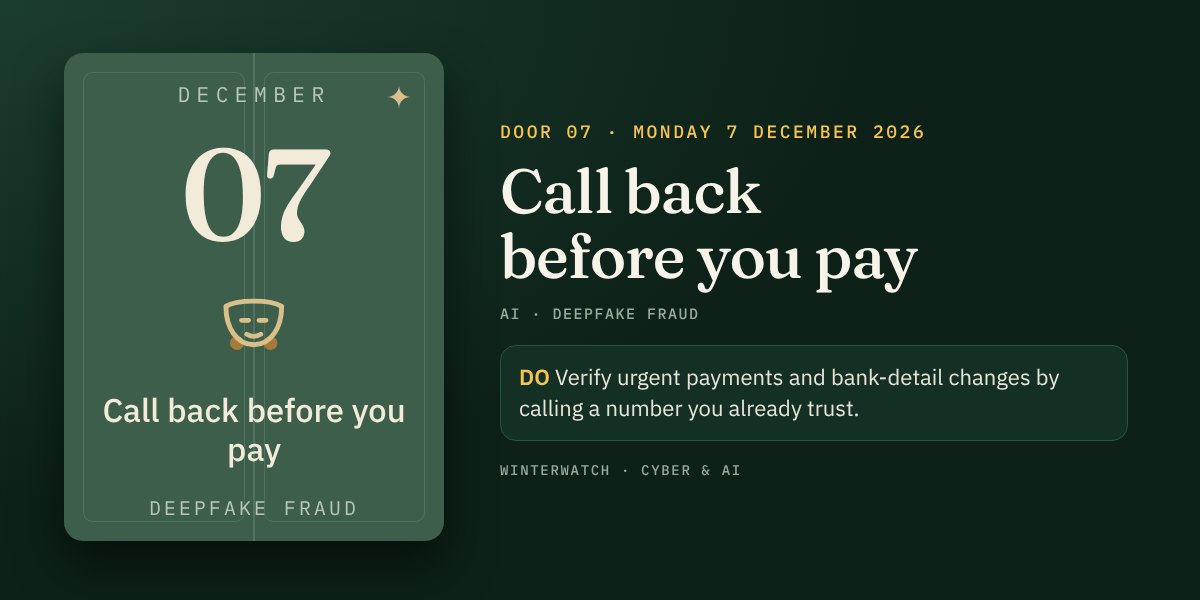 DECEMBER
07
Call back before you
pay
DEEPFAKE FRAUD
DOOR 07 · MONDAY 7 DECEMBER 2026
Call back
before you pay
AI · DEEPFAKE FRAUD
DO Verify urgent payments and bank-detail changes by
calling a number you already trust.
WINTERWATCH · CYBER & AI